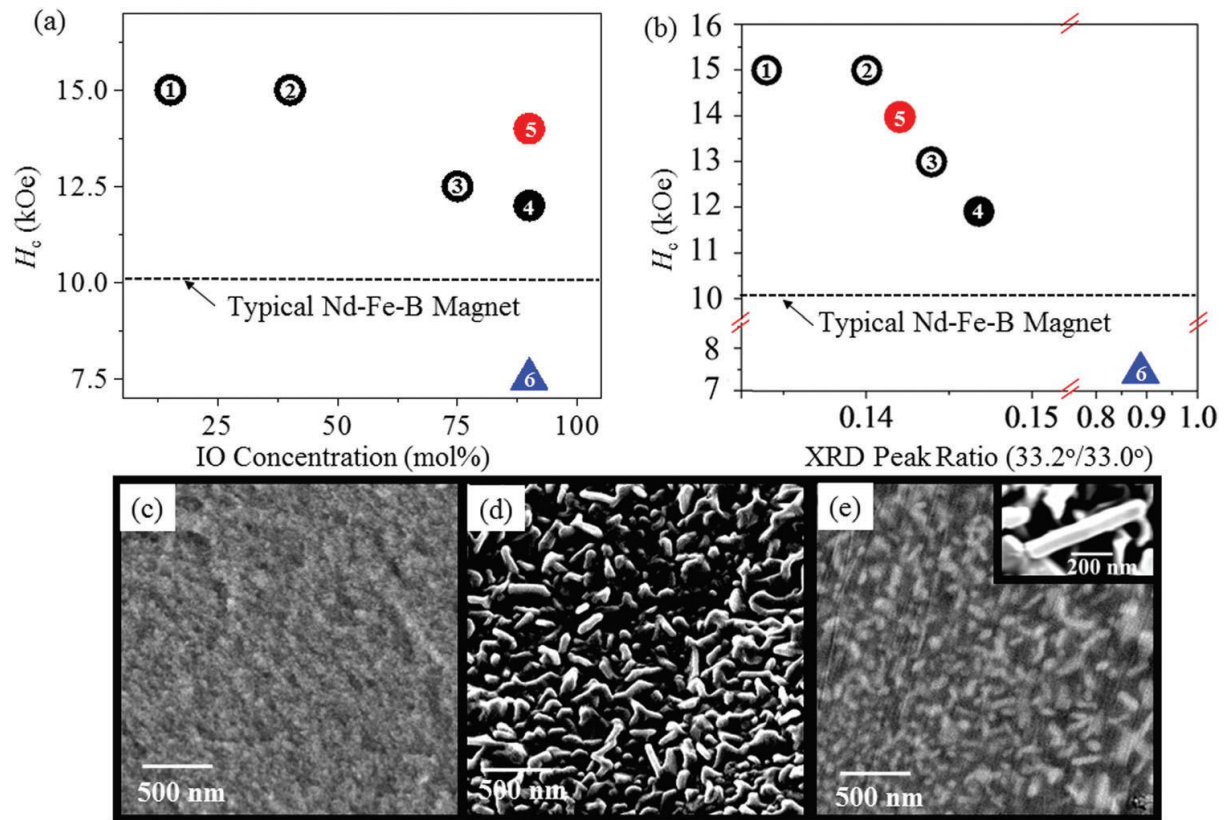 (a)
15.0
12.5
10.0
7.5
H_c (kOe)
1
2
3
4
5
6
Typical Nd-Fe-B Magnet
25
50
75
100
IO Concentration (mol%)
(b)
16
15
14
13
12
11
10
8
7
H_c (kOe)
1
2
5
3
4
6
Typical Nd-Fe-B Magnet
0.14
0.15
0.8
0.9
1.0
XRD Peak Ratio (33.2°/33.0°)
(c)
500 nm
(d)
500 nm
(e)
200 nm
500 nm